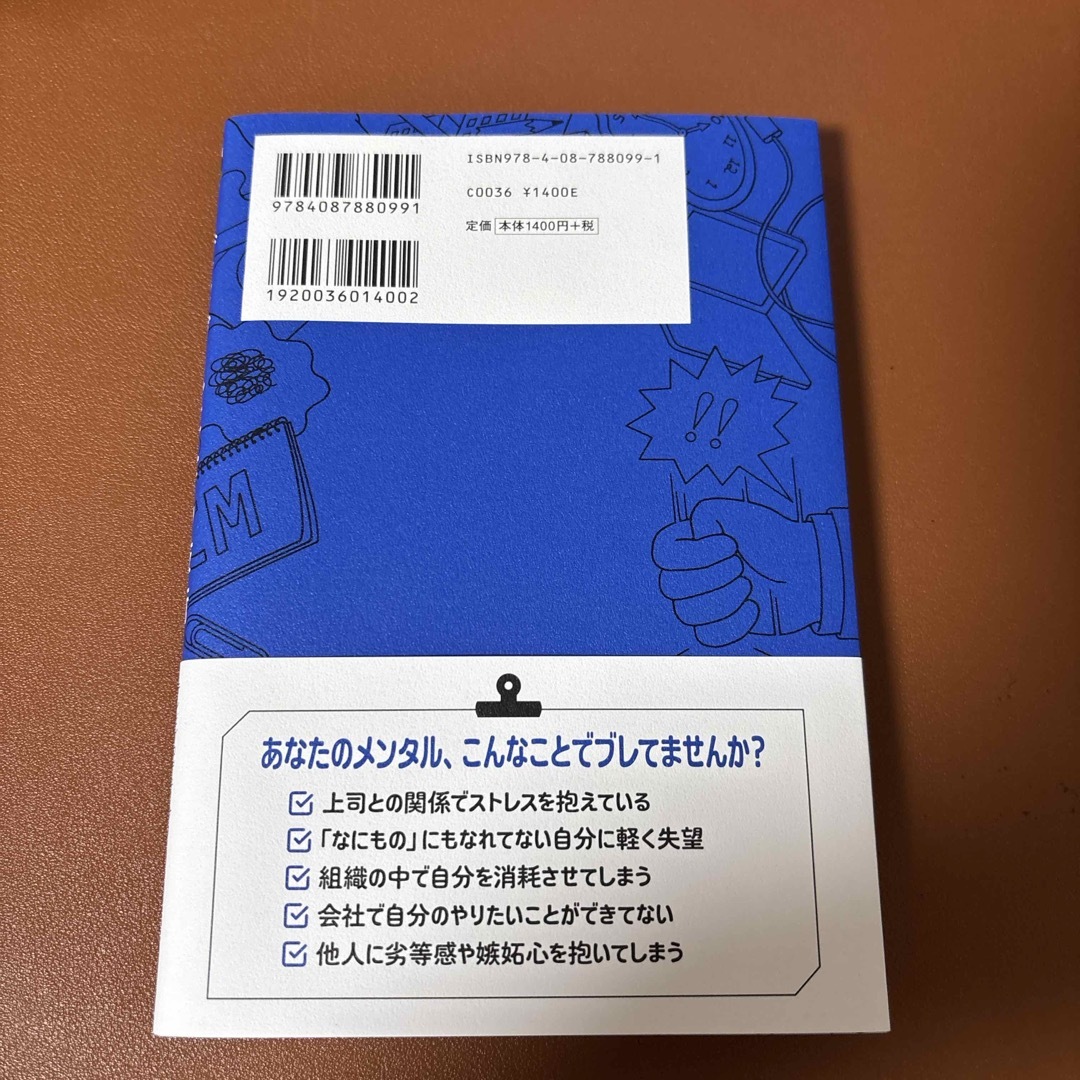 ISBN978-4-08-788099-1
9784087880991
C0036 ¥1400E
定価 本体1400円+税
1920036014002
11
12
1
!!
M
あなたのメンタル、こんなことでブレてませんか?
上司との関係でストレスを抱えている
「なにもの」にもなれてない自分に軽く失望
組織の中で自分を消耗させてしまう
会社で自分のやりたいことができてない
他人に劣等感や嫉妬心を抱いてしまう